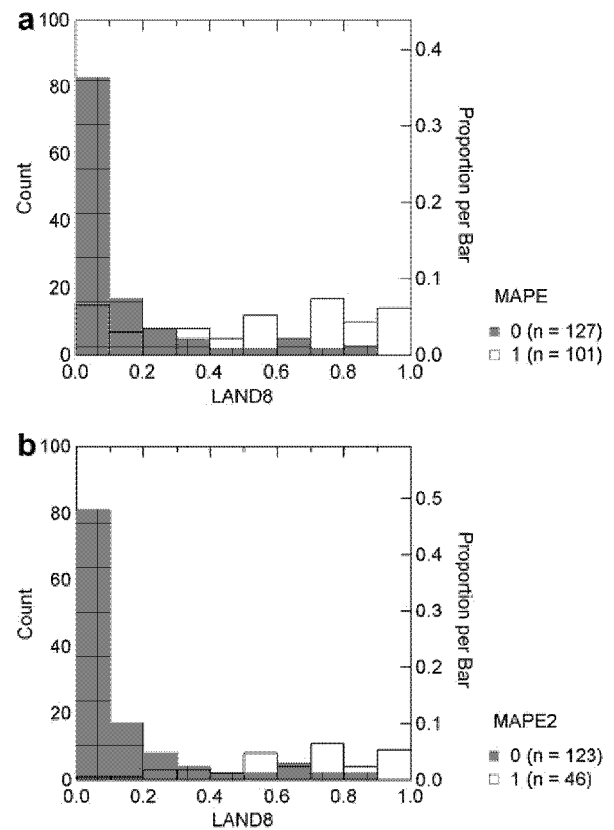 a
100
80
60
40
20
0
Count
0.4
0.3
0.2
0.1
0.0
Proportion per Bar
0.0 0.2 0.4 0.6 0.8 1.0
LAND8
MAPE
0 (n = 127)
1 (n = 101)
b
100
80
60
40
20
0
Count
0.5
0.4
0.3
0.2
0.1
0.0
Proportion per Bar
0.0 0.2 0.4 0.6 0.8 1.0
LAND8
MAPE2
0 (n = 123)
1 (n = 46)